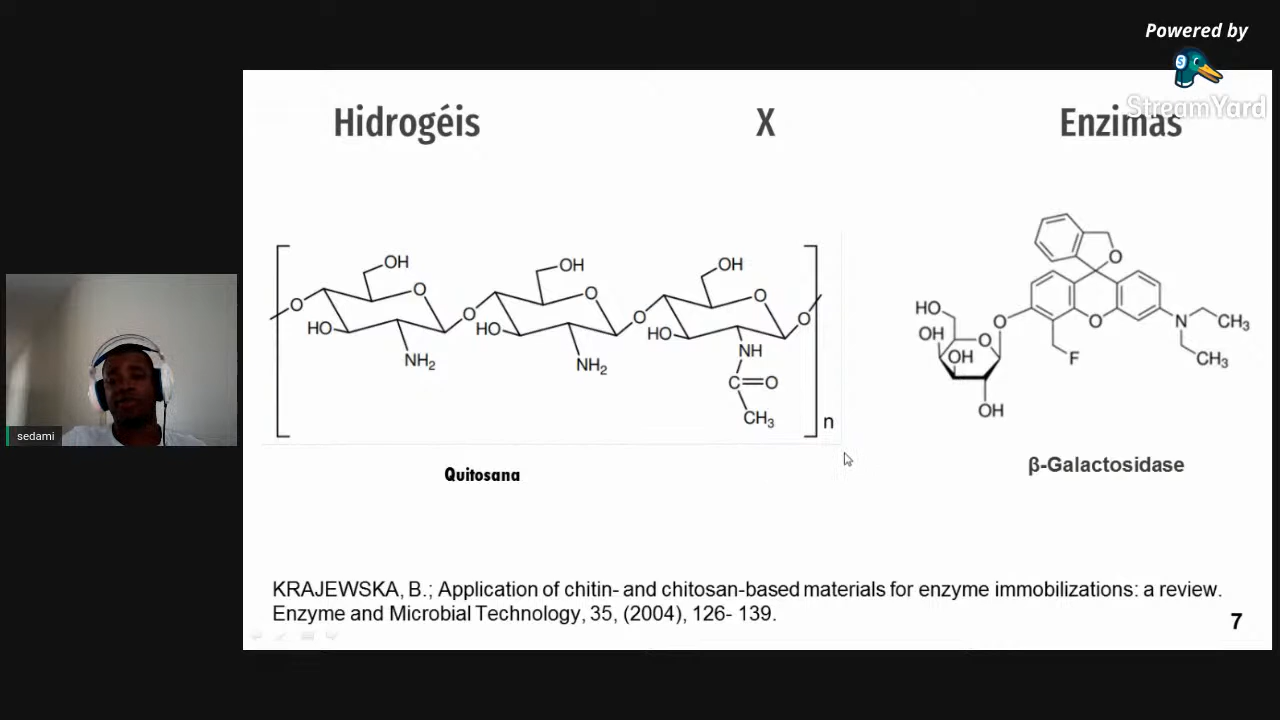 Powered by
StreamYard
Hidrogéis X Enzimas
OH OH OH
O O O O O O O
HO HO HO
NH₂ NH₂ NH
C=O
CH₃
n
O
HO O O N CH₃
OH O
OH F CH₃
OH
Quitosana
β-Galactosidase
sedami
KRAJEWSKA, B.; Application of chitin- and chitosan-based materials for enzyme immobilizations: a review.
Enzyme and Microbial Technology, 35, (2004), 126- 139.
7